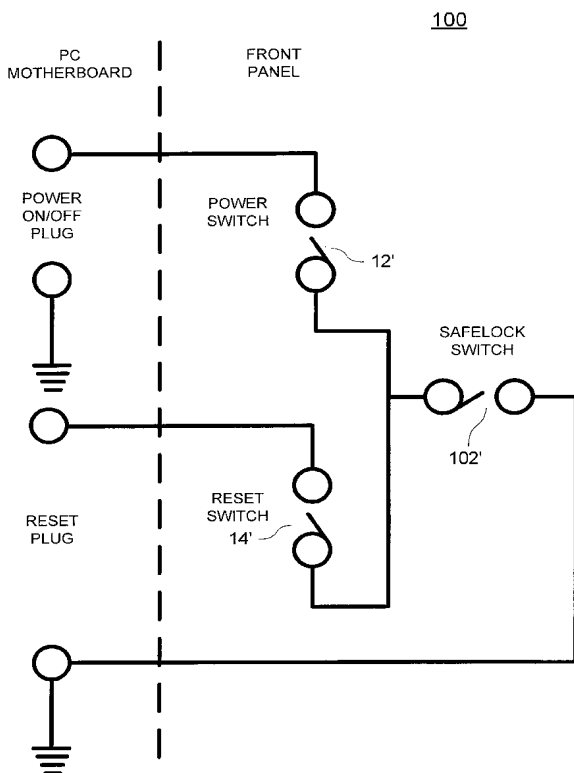 100
PC
MOTHERBOARD
FRONT
PANEL
POWER
ON/OFF
PLUG
POWER
SWITCH
12'
SAFELOCK
SWITCH
102'
RESET
SWITCH
14'
RESET
PLUG